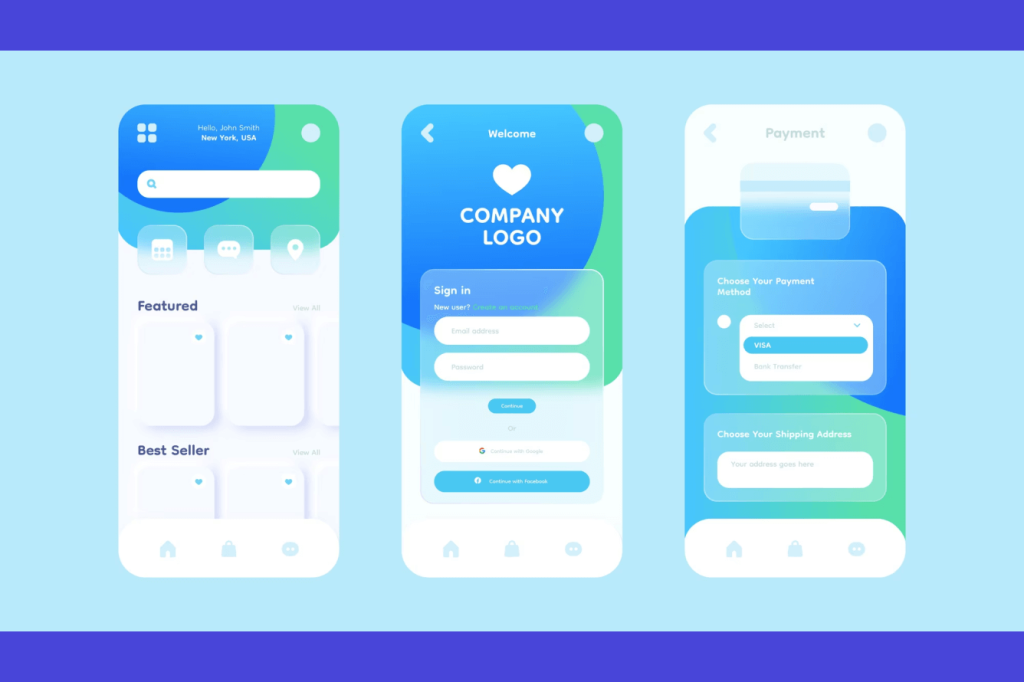 Hello, John Smith
New York, USA
Featured
View All
Best Seller
View All
Welcome
COMPANY
LOGO
Sign in
New user? Create an account
Email address
Password
Continue
Or
Continue with Google
Continue with Facebook
Payment
Choose Your Payment
Method
Select
VISA
Bank Transfer
Choose Your Shipping Address
Your address goes here